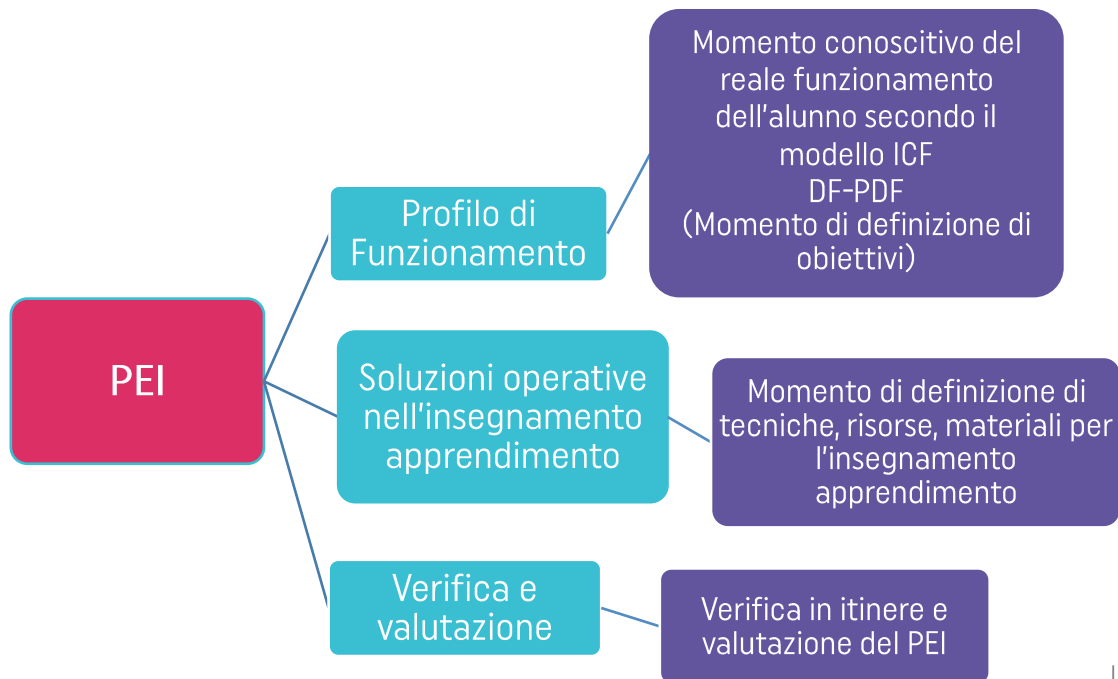 PEI
Profilo di
Funzionamento
Momento conoscitivo del
reale funzionamento
dell'alunno secondo il
modello ICF
DF-PDF
(Momento di definizione di
obiettivi)
Soluzioni operative
nell'insegnamento
apprendimento
Momento di definizione di
tecniche, risorse, materiali per
l'insegnamento
apprendimento
Verifica e
valutazione
Verifica in itinere e
valutazione del PEI